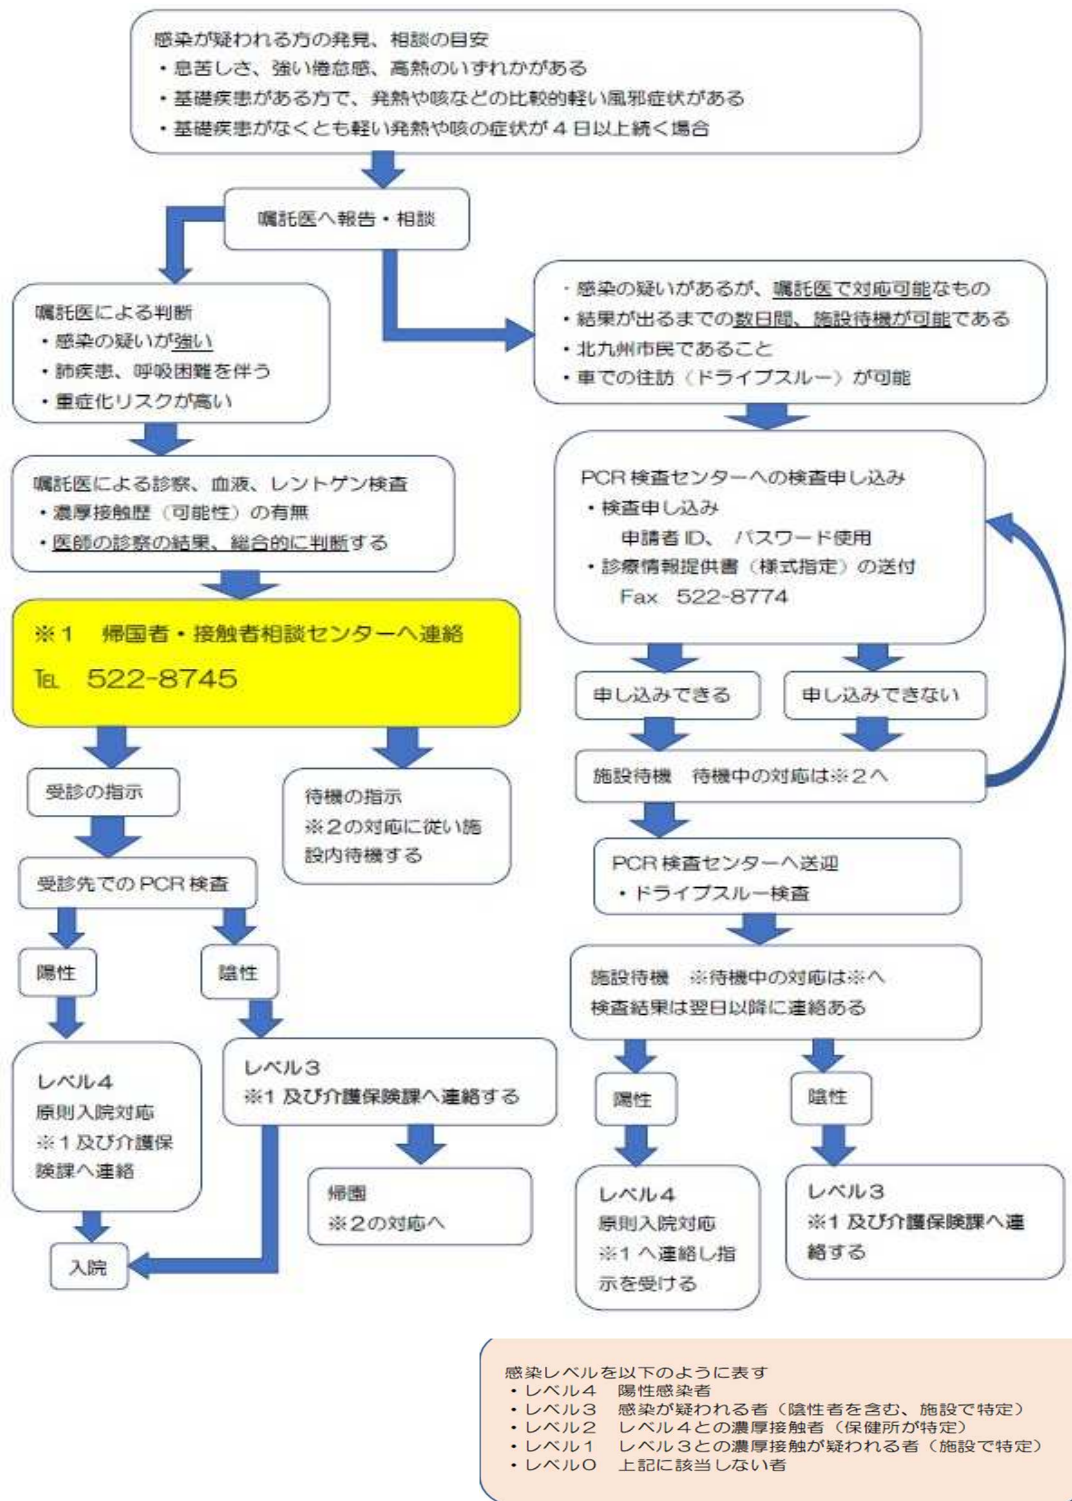 感染が疑われる方の発見、相談の目安
・息苦しさ、強い倦怠感、高熱のいずれかがある
・基礎疾患がある方で、発熱や咳などの比較的軽い風邪症状がある
・基礎疾患がなくとも軽い発熱や咳の症状が４日以上続く場合
嘱託医へ報告・相談
嘱託医による判断
・感染の疑いが強い
・肺疾患、呼吸困難を伴う
・重症化リスクが高い
嘱託医による診察、血液、レントゲン検査
・濃厚接触歴（可能性）の有無
・医師の診察の結果、総合的に判断する
※１　帰国者・接触者相談センターへ連絡
℡　522-8745
受診の指示
待機の指示
※２の対応に従い施
設内待機する
受診先での PCR 検査
陽性
陰性
レベル４
原則入院対応
※１及び介護保
険課へ連絡
レベル３
※１及び介護保険課へ連絡する
帰園
※２の対応へ
入院
・感染の疑いがあるが、嘱託医で対応可能なもの
・結果が出るまでの数日間、施設待機が可能である
・北九州市民であること
・車での往訪（ドライブスルー）が可能
PCR 検査センターへの検査申し込み
・検査申し込み
申請者 ID、 パスワード使用
・診療情報提供書（様式指定）の送付
Fax　522-8774
申し込みできる
申し込みできない
施設待機　待機中の対応は※２へ
PCR 検査センターへ送迎
・ドライブスルー検査
施設待機　※待機中の対応は※へ
検査結果は翌日以降に連絡ある
陽性
陰性
レベル４
原則入院対応
※１へ連絡し指
示を受ける
レベル３
※１及び介護保険課へ連
絡する
感染レベルを以下のように表す
・レベル４　陽性感染者
・レベル３　感染が疑われる者（陰性者を含む、施設で特定）
・レベル２　レベル４との濃厚接触者（保健所が特定）
・レベル１　レベル３との濃厚接触が疑われる者（施設で特定）
・レベル０　上記に該当しない者